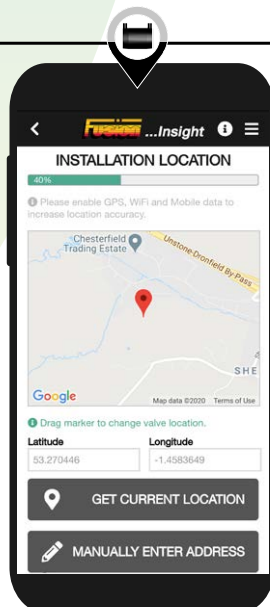 Fusion ...Insight
INSTALLATION LOCATION
40%
Please enable GPS, WiFi and Mobile data to
increase location accuracy.
Chesterfield
Trading Estate
Unstone-Dronfield By-Pass
SHE
Google
Map data ©2020 Terms of Use
Drag marker to change valve location.
Latitude Longitude
53.270446 -1.4583649
GET CURRENT LOCATION
MANUALLY ENTER ADDRESS